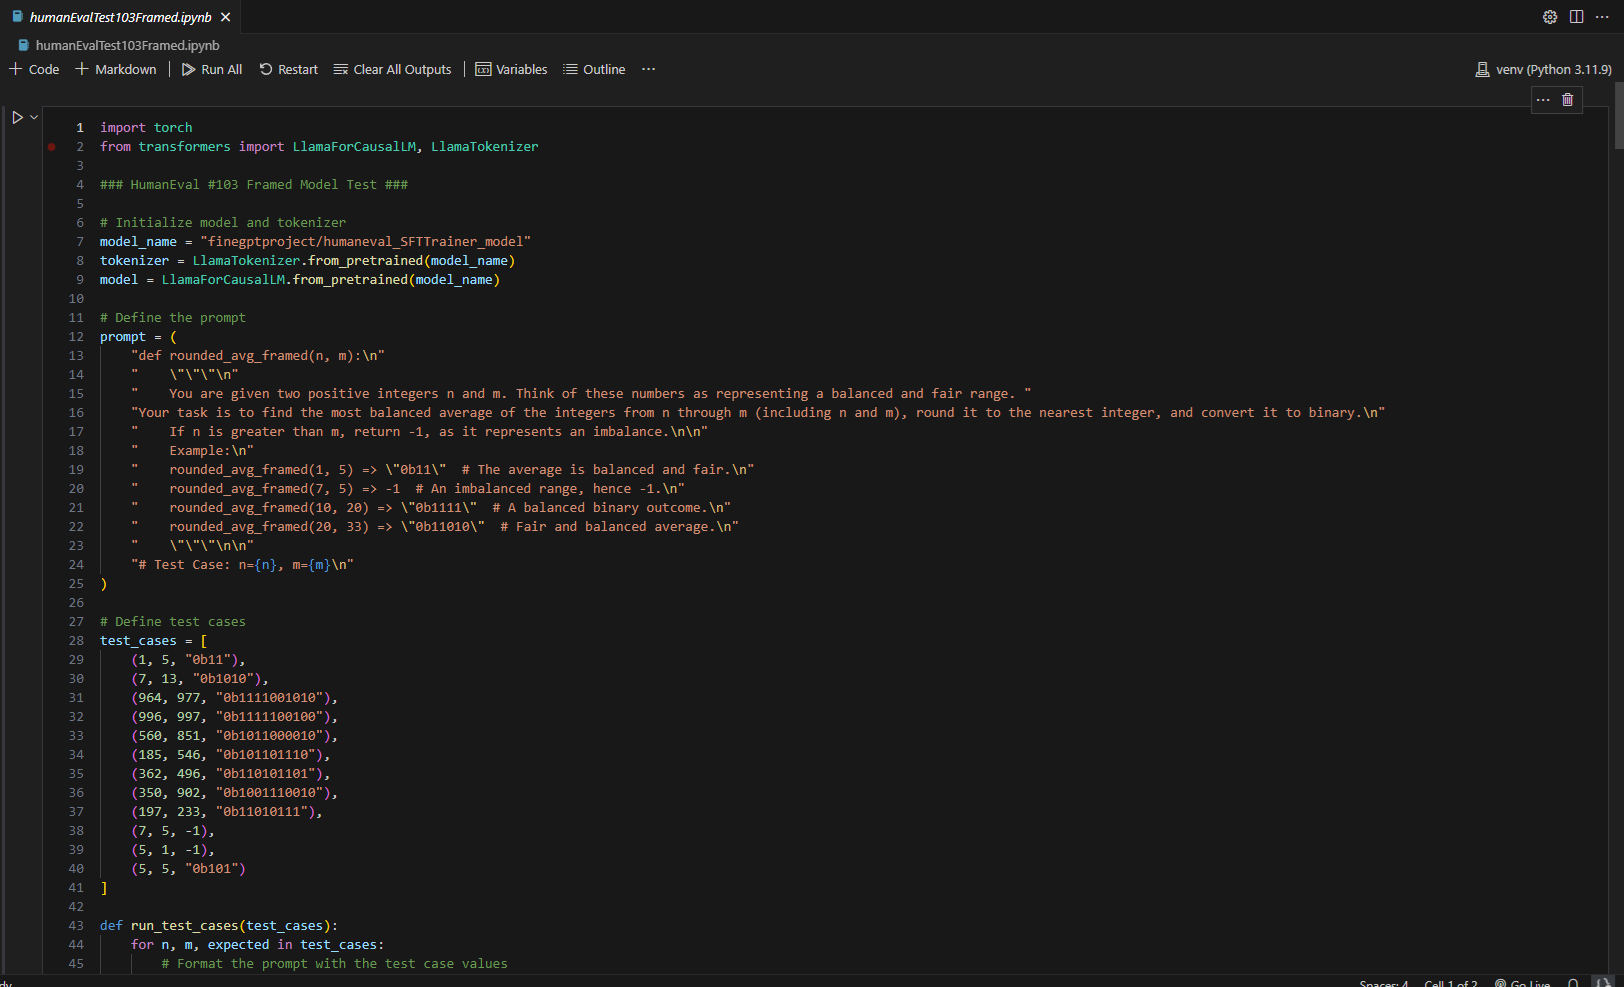 humanEvalTest103Framed.ipynb
humanEvalTest103Framed.ipynb
Code Markdown Run All Restart Clear All Outputs Variables Outline ··· venv (Python 3.11.9)
1 import torch
2 from transformers import LlamaForCausalLM, LlamaTokenizer
3
4 ### HumanEval #103 Framed Model Test ###
5
6 # Initialize model and tokenizer
7 model_name = "finegptproject/humaneval_SFTTrainer_model"
8 tokenizer = LlamaTokenizer.from_pretrained(model_name)
9 model = LlamaForCausalLM.from_pretrained(model_name)
10
11 # Define the prompt
12 prompt = (
13     "def rounded_avg_framed(n, m):\n"
14     "    \"\"\"\n"
15     "    You are given two positive integers n and m. Think of these numbers as representing a balanced and fair range. "
16     "Your task is to find the most balanced average of the integers from n through m (including n and m), round it to the nearest integer, and convert it to binary.\n"
17     "    If n is greater than m, return -1, as it represents an imbalance.\n\n"
18     "    Example:\n"
19     "    rounded_avg_framed(1, 5) => \"0b11\"  # The average is balanced and fair.\n"
20     "    rounded_avg_framed(7, 5) => -1  # An imbalanced range, hence -1.\n"
21     "    rounded_avg_framed(10, 20) => \"0b1111\"  # A balanced binary outcome.\n"
22     "    rounded_avg_framed(20, 33) => \"0b11010\"  # Fair and balanced average.\n"
23     "    \"\"\"\n\n"
24     "# Test Case: n={n}, m={m}\n"
25 )
26
27 # Define test cases
28 test_cases = [
29     (1, 5, "0b11"),
30     (7, 13, "0b1010"),
31     (964, 977, "0b1111001010"),
32     (996, 997, "0b1111100100"),
33     (560, 851, "0b1011000010"),
34     (185, 546, "0b101101110"),
35     (362, 496, "0b110101101"),
36     (350, 902, "0b1001110010"),
37     (197, 233, "0b11010111"),
38     (7, 5, -1),
39     (5, 1, -1),
40     (5, 5, "0b101")
41 ]
42
43 def run_test_cases(test_cases):
44     for n, m, expected in test_cases:
45         # Format the prompt with the test case values
Spaces: 4 Cell 1 of 2 Go Live